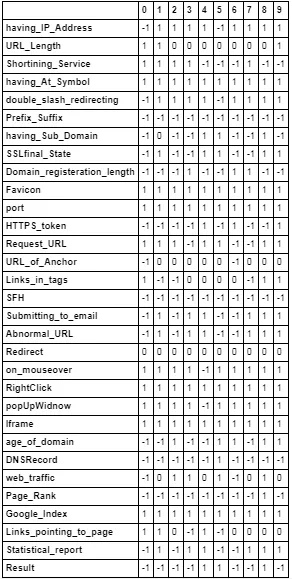 0 1 2 3 4 5 6 7 8 9
having_IP_Address -1 1 1 1 1 -1 1 1 1 1
URL_Length 1 1 0 0 0 0 0 0 0 1
Shortining_Service 1 1 1 1 -1 -1 -1 1 -1 -1
having_At_Symbol 1 1 1 1 1 1 1 1 1 1
double_slash_redirecting -1 1 1 1 1 -1 1 1 1 1
Prefix_Suffix -1 -1 -1 -1 -1 -1 -1 -1 -1 -1
having_Sub_Domain -1 0 -1 -1 1 1 -1 -1 1 -1
SSLfinal_State -1 1 -1 -1 1 1 -1 -1 1 1
Domain_registeration_length -1 -1 -1 1 -1 -1 1 1 -1 -1
Favicon 1 1 1 1 1 1 1 1 1 1
port 1 1 1 1 1 1 1 1 1 1
HTTPS_token -1 -1 -1 -1 1 -1 1 -1 -1 1
Request_URL 1 1 1 -1 1 1 -1 -1 1 1
URL_of_Anchor -1 0 0 0 0 0 -1 0 0 0
Links_in_tags 1 -1 -1 0 0 0 0 -1 1 1
SFH -1 -1 -1 -1 -1 -1 -1 -1 -1 -1
Submitting_to_email -1 1 -1 1 1 -1 -1 1 1 1
Abnormal_URL -1 1 -1 1 1 -1 -1 1 1 1
Redirect 0 0 0 0 0 0 0 0 0 0
on_mouseover 1 1 1 1 -1 1 1 1 1 1
RightClick 1 1 1 1 1 1 1 1 1 1
popUpWidnow 1 1 1 1 -1 1 1 1 1 1
Iframe 1 1 1 1 1 1 1 1 1 1
age_of_domain -1 -1 1 -1 -1 1 1 -1 1 1
DNSRecord -1 -1 -1 -1 -1 1 -1 -1 -1 -1
web_traffic -1 0 1 1 0 1 -1 0 1 0
Page_Rank -1 -1 -1 -1 -1 -1 -1 -1 1 -1
Google_Index 1 1 1 1 1 1 1 1 1 1
Links_pointing_to_page 1 1 0 -1 1 -1 0 0 0 0
Statistical_report -1 1 -1 1 1 -1 -1 1 1 1
Result -1 -1 -1 -1 1 1 -1 -1 1 -1